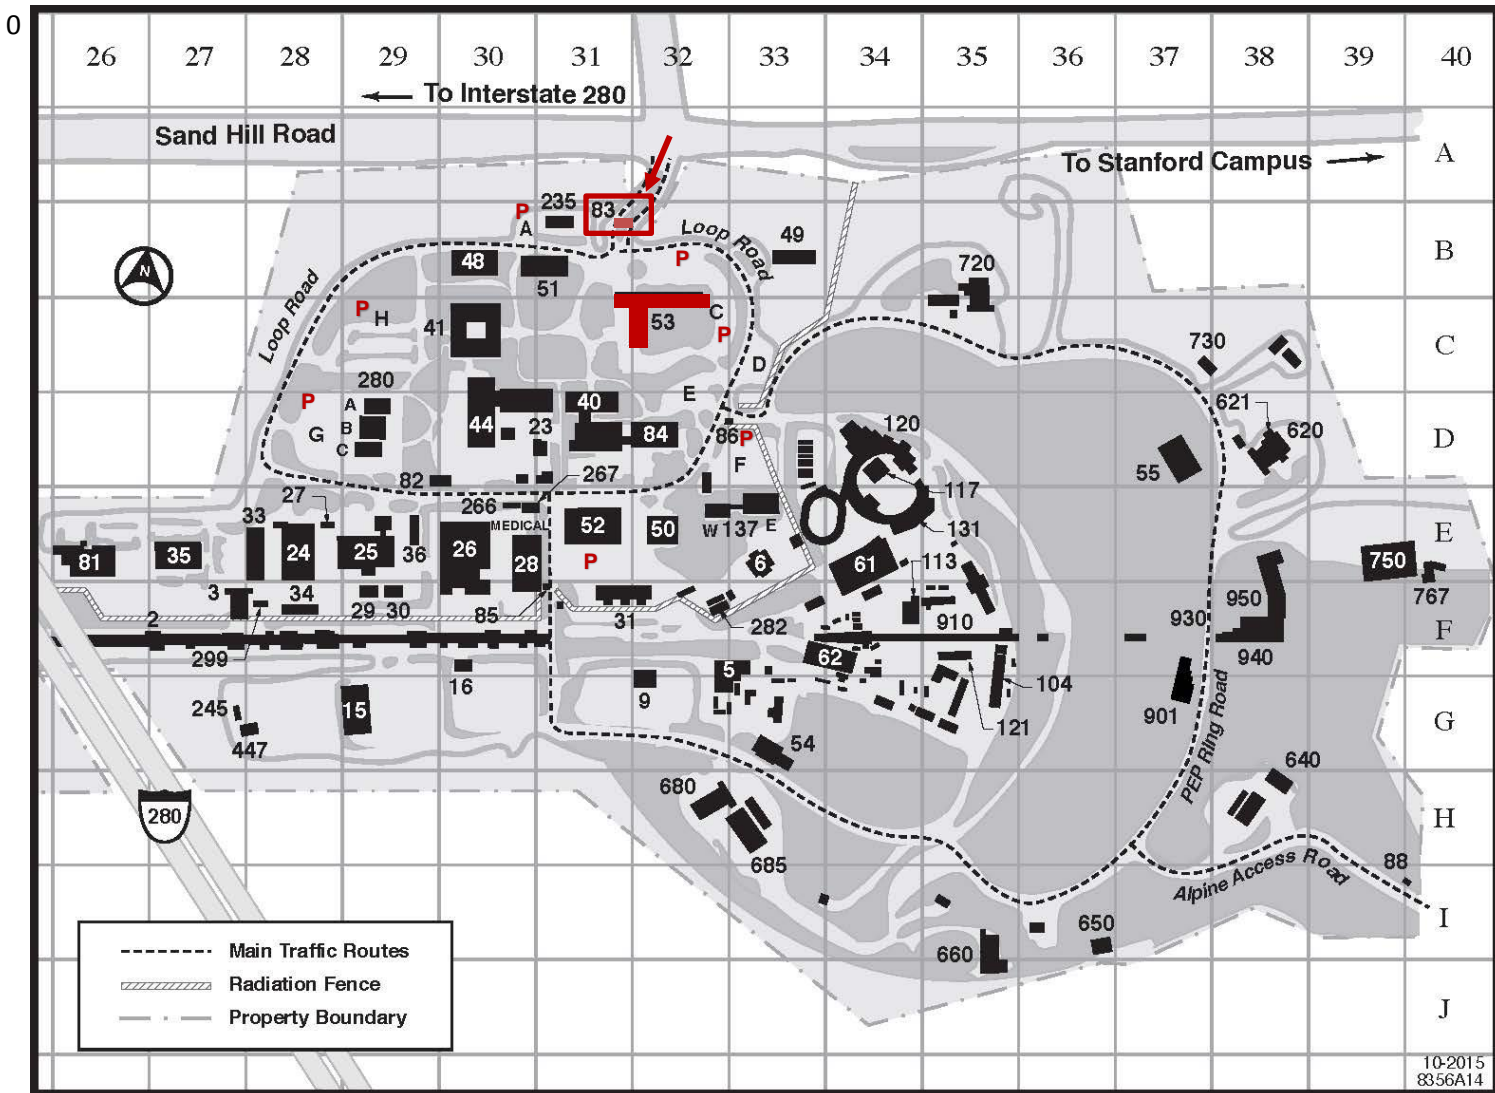 0
26 27 28 29 30 31 32 33 34 35 36 37 38 39 40
To Interstate 280
Sand Hill Road
To Stanford Campus
A
P 235 83
A
Loop Road
49
B
N
48
51
P
720
Loop Road
P
H
41
53
C
P
D
730
C
280
P
A
B
C
G
44
23
40
84
E
86
P
F
120
55
621
620
D
82
267
266
MEDICAL
27
117
131
33
81
35
24
25
36
26
28
52
50
W
137
E
P
6
61
113
750
767
E
3
34
29
30
85
31
282
2
299
910
930
950
940
F
16
9
5
62
104
121
245
447
15
54
901
G
PEP Ring Road
680
685
640
280
H
88
Alpine Access Road
I
650
660
Main Traffic Routes
Radiation Fence
Property Boundary
J
10-2015
8356A14